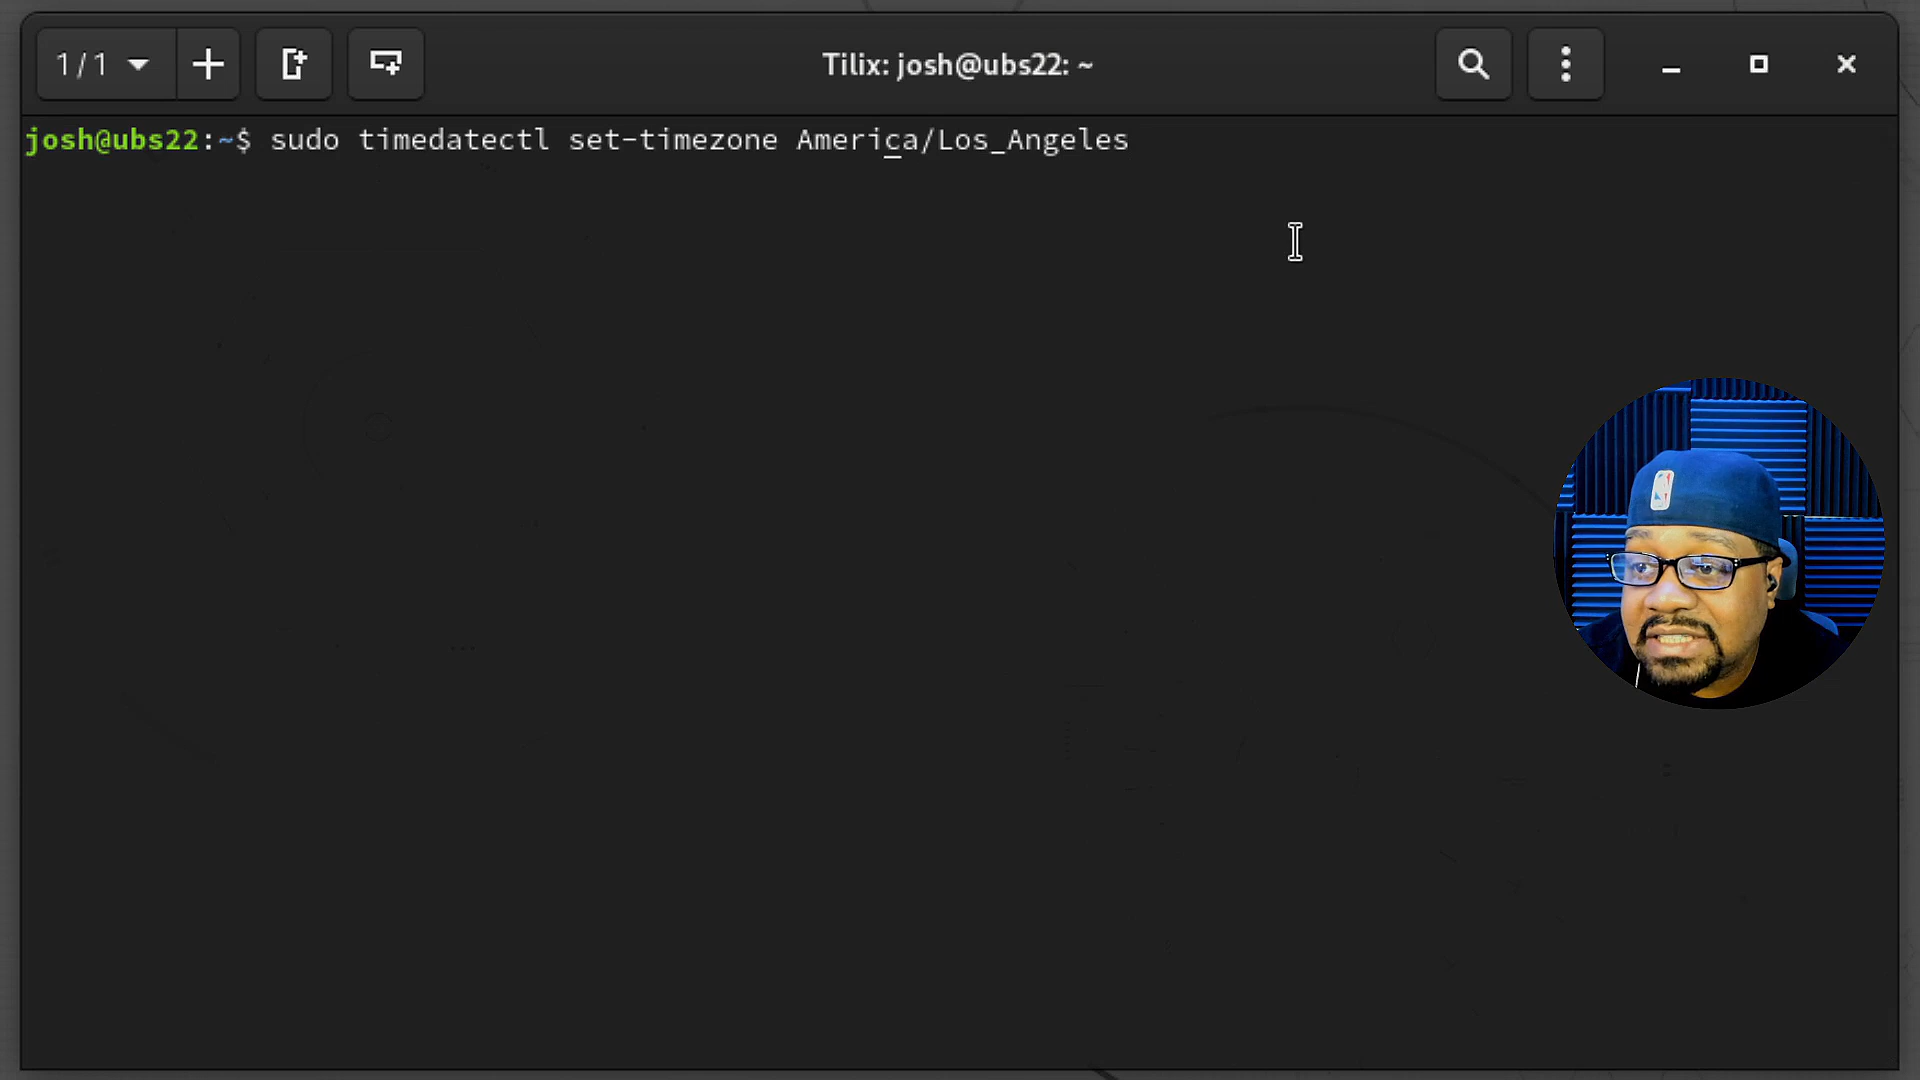 1/1
Tilix: josh@ubs22: ~
josh@ubs22:~$ sudo timedatectl set-timezone America/Los_Angeles